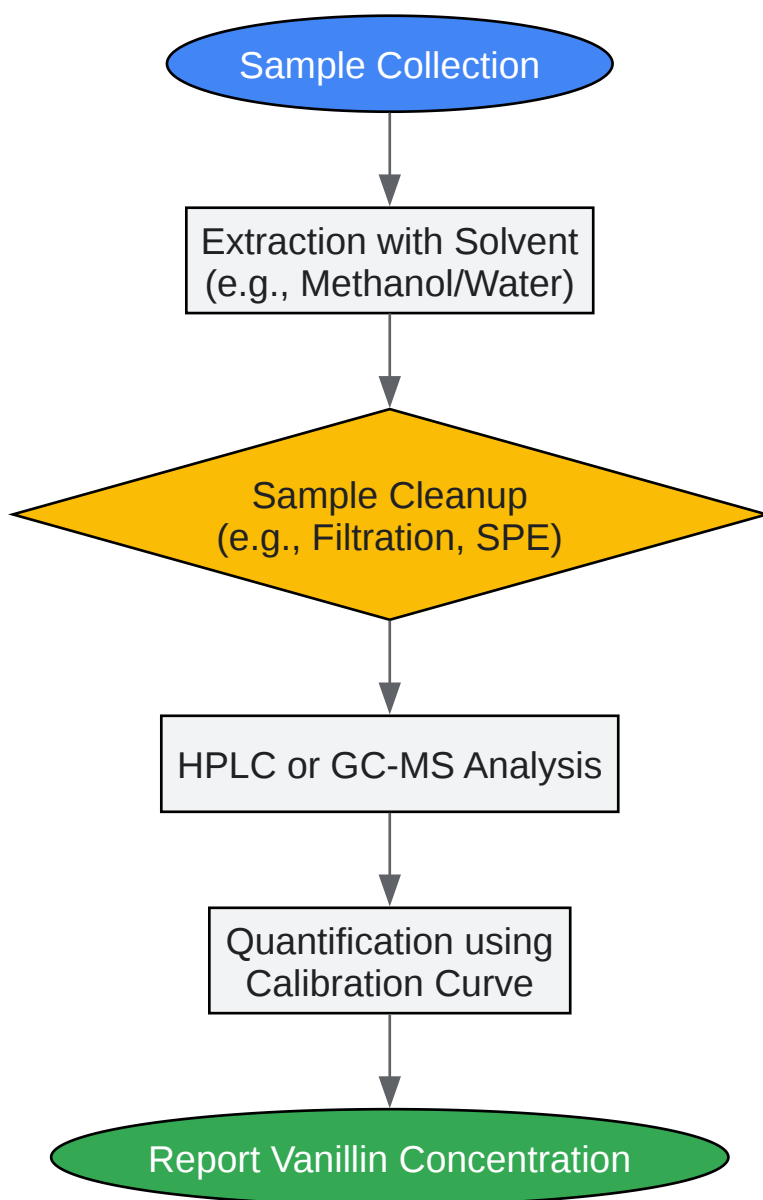 Sample Collection
Extraction with Solvent
(e.g., Methanol/Water)
Sample Cleanup
(e.g., Filtration, SPE)
HPLC or GC-MS Analysis
Quantification using
Calibration Curve
Report Vanillin Concentration